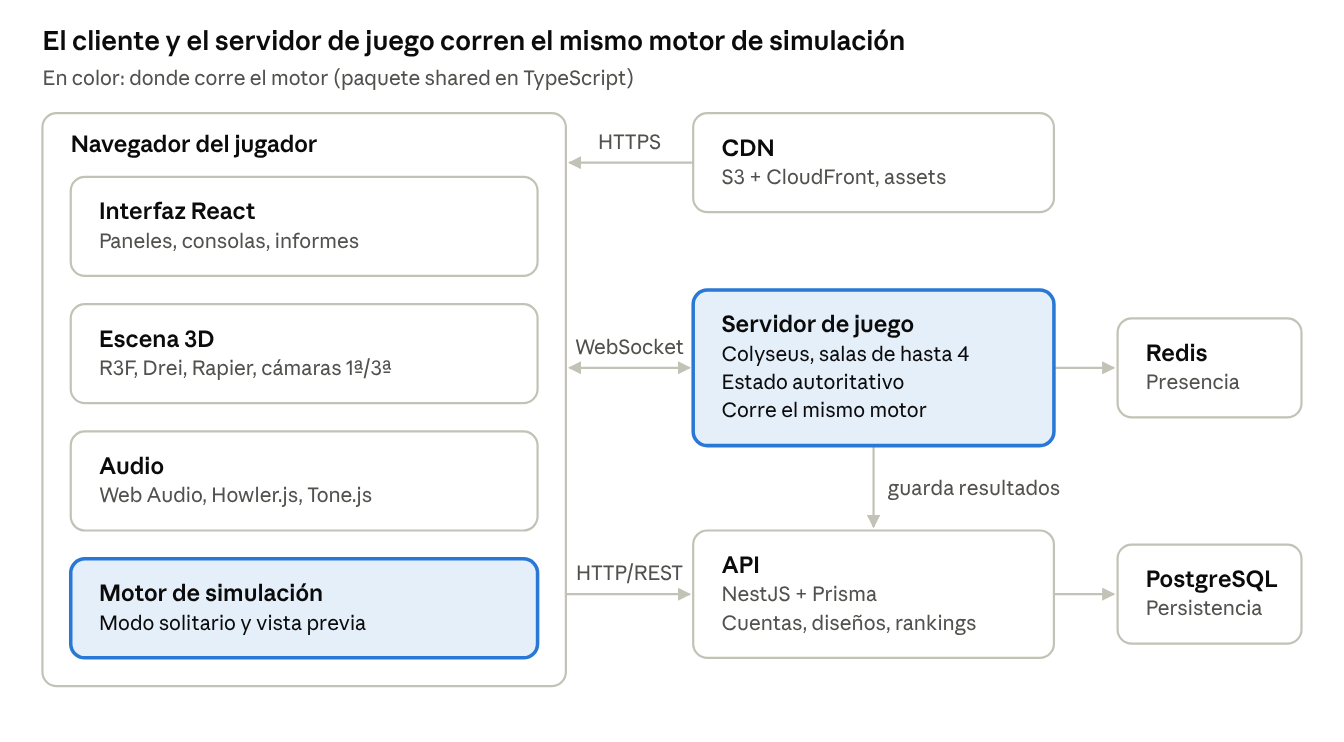 El cliente y el servidor de juego corren el mismo motor de simulación
En color: donde corre el motor (paquete shared en TypeScript)
Navegador del jugador
Interfaz React
Paneles, consolas, informes
Escena 3D
R3F, Drei, Rapier, cámaras 1ª/3ª
Audio
Web Audio, Howler.js, Tone.js
Motor de simulación
Modo solitario y vista previa
HTTPS
CDN
S3 + CloudFront, assets
WebSocket
Servidor de juego
Colyseus, salas de hasta 4
Estado autoritativo
Corre el mismo motor
Redis
Presencia
guarda resultados
HTTP/REST
API
NestJS + Prisma
Cuentas, diseños, rankings
PostgreSQL
Persistencia